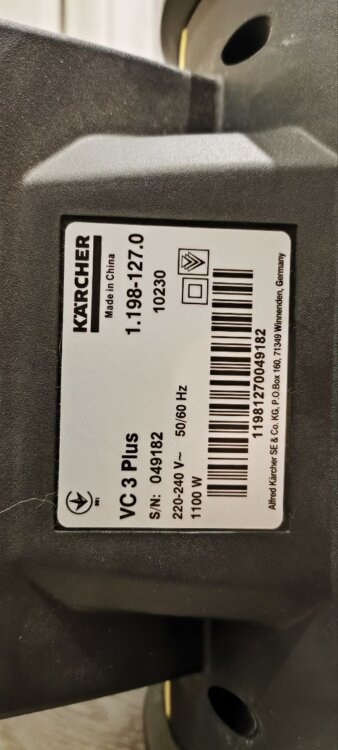 KÄRCHER
Made in China
VC 3 Plus
1.198-127.0
S/N: 049182
10230
220-240 V~ 50/60 Hz
1100 W
11981270049182
Alfred Kärcher SE & Co. KG, P.O.Box 160, 71349 Winnenden, Germany